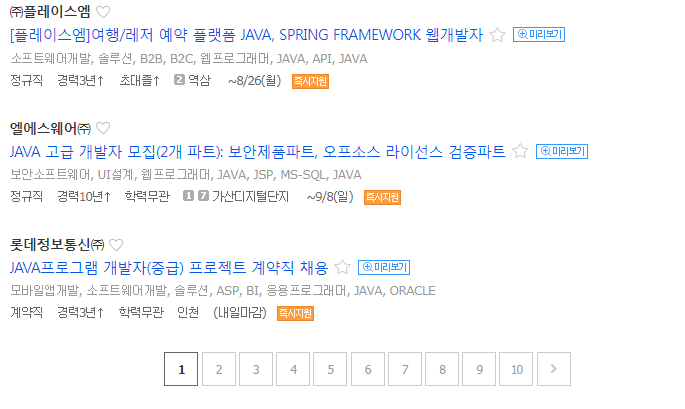 ㈜플레이스엠
[플레이스엠]여행/레저 예약 플랫폼 JAVA, SPRING FRAMEWORK 웹개발자 미리보기
소프트웨어개발, 솔루션, B2B, B2C, 웹프로그래머, JAVA, API, JAVA
정규직 경력3년↑ 초대졸↑ 2 역삼 ~8/26(월) 즉시지원
엘에스웨어㈜
JAVA 고급 개발자 모집(2개 파트): 보안제품파트, 오프소스 라이선스 검증파트 미리보기
보안소프트웨어, UI설계, 웹프로그래머, JAVA, JSP, MS-SQL, JAVA
정규직 경력10년↑ 학력무관 1 7 가산디지털단지 ~9/8(일) 즉시지원
롯데정보통신㈜
JAVA프로그램 개발자(중급) 프로젝트 계약직 채용 미리보기
모바일앱개발, 소프트웨어개발, 솔루션, ASP, BI, 응용프로그래머, JAVA, ORACLE
계약직 경력3년↑ 학력무관 인천 (내일마감) 즉시지원
1 2 3 4 5 6 7 8 9 10 >